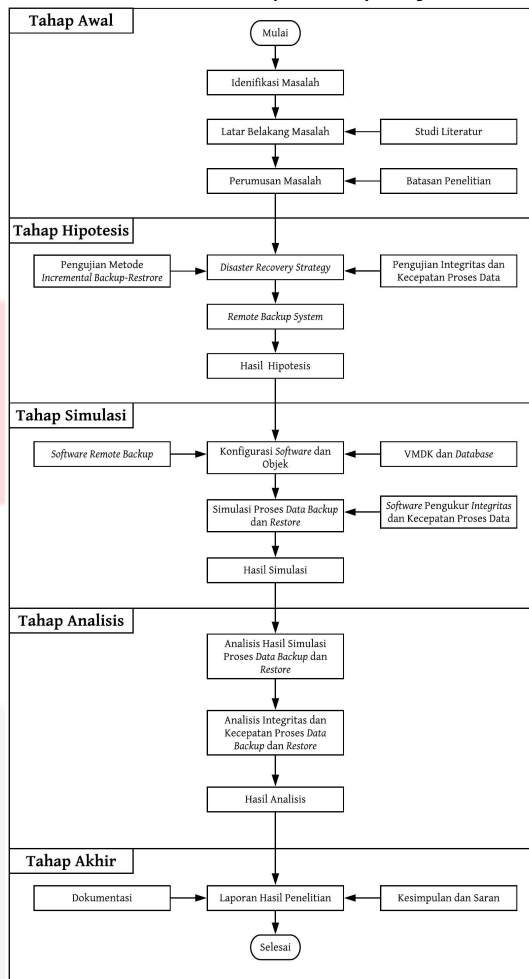 Tahap Awal
Mulai
Idenifikasi Masalah
Latar Belakang Masalah
Studi Literatur
Perumusan Masalah
Batasan Penelitian
Tahap Hipotesis
Pengujian Metode
Incremental Backup-Restrore
Disaster Recovery Strategy
Pengujian Integritas dan
Kecepatan Proses Data
Remote Backup System
Hasil Hipotesis
Tahap Simulasi
Software Remote Backup
Konfigurasi Software dan
Objek
VMDK dan Database
Simulasi Proses Data Backup
dan Restore
Software Pengukur Integritas
dan Kecepatan Proses Data
Hasil Simulasi
Tahap Analisis
Analisis Hasil Simulasi
Proses Data Backup dan
Restore
Analisis Integritas dan
Kecepatan Proses Data
Backup dan Restore
Hasil Analisis
Tahap Akhir
Dokumentasi
Laporan Hasil Penelitian
Kesimpulan dan Saran
Selesai